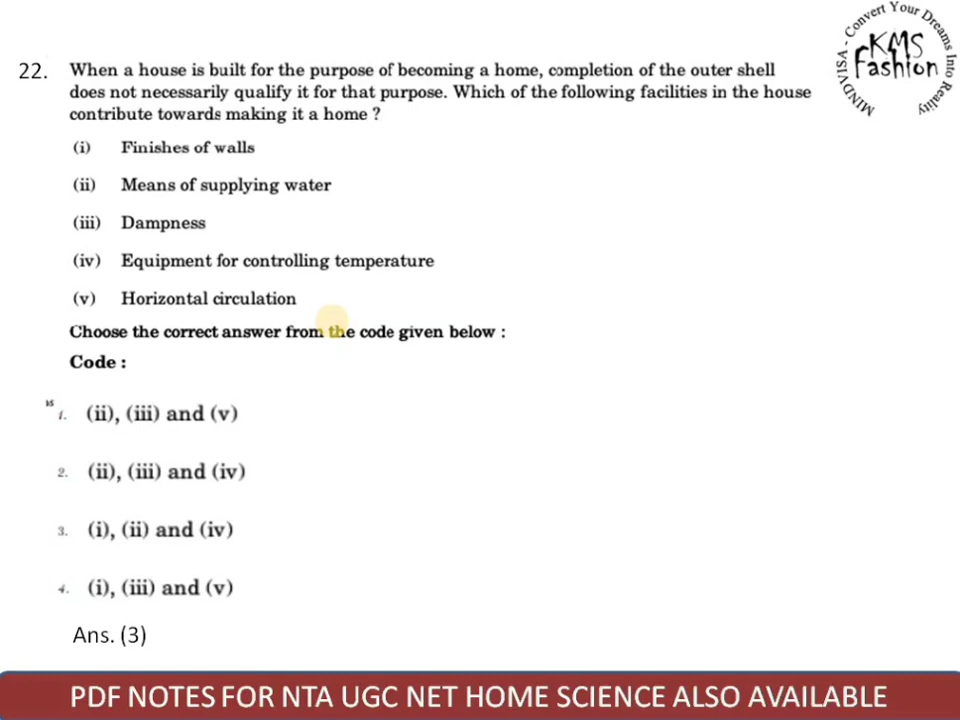 MINDVISA - Convert Your Dreams Into Reality
KMS
Fashion
22. When a house is built for the purpose of becoming a home, completion of the outer shell
does not necessarily qualify it for that purpose. Which of the following facilities in the house
contribute towards making it a home ?
(i) Finishes of walls
(ii) Means of supplying water
(iii) Dampness
(iv) Equipment for controlling temperature
(v) Horizontal circulation
Choose the correct answer from the code given below :
Code :
1. (ii), (iii) and (v)
2. (ii), (iii) and (iv)
3. (i), (ii) and (iv)
4. (i), (iii) and (v)
Ans. (3)
PDF NOTES FOR NTA UGC NET HOME SCIENCE ALSO AVAILABLE